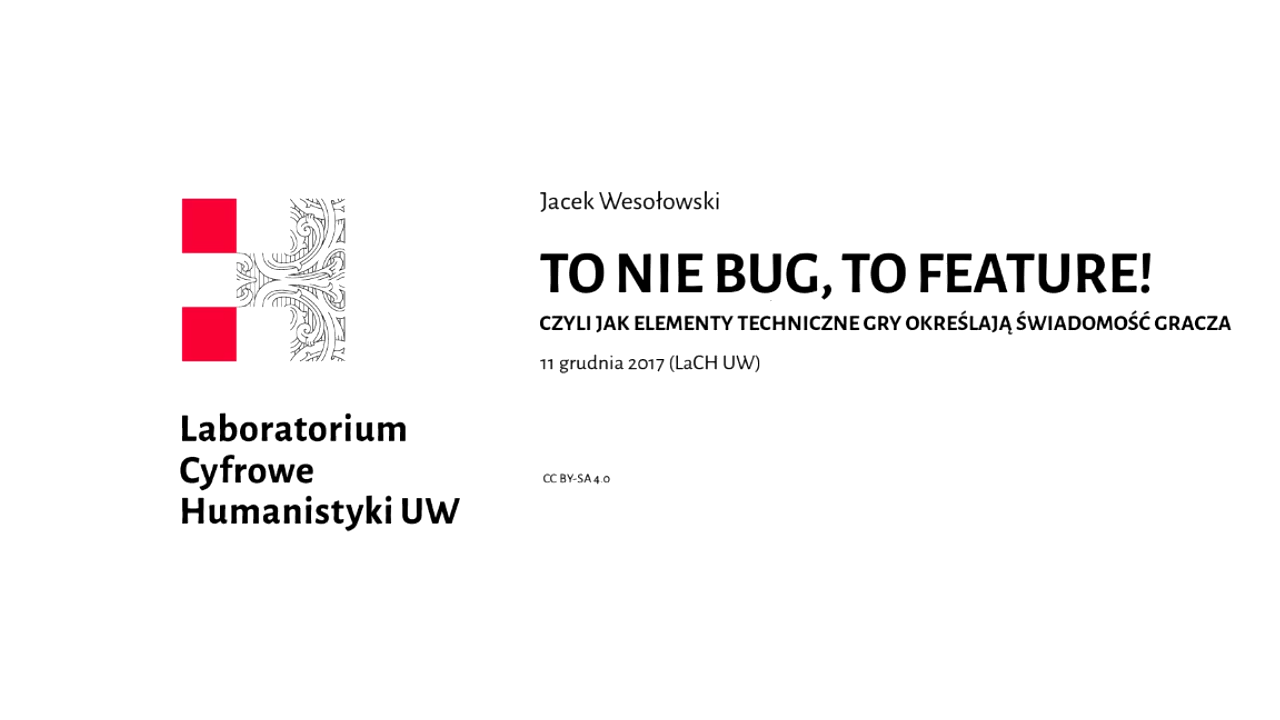 Jacek Wesołowski
TO NIE BUG, TO FEATURE!
CZYLI JAK ELEMENTY TECHNICZNE GRY OKREŚLAJĄ ŚWIADOMOŚĆ GRACZA
11 grudnia 2017 (LaCH UW)
CC BY-SA 4.0
Laboratorium
Cyfrowe
Humanistyki UW